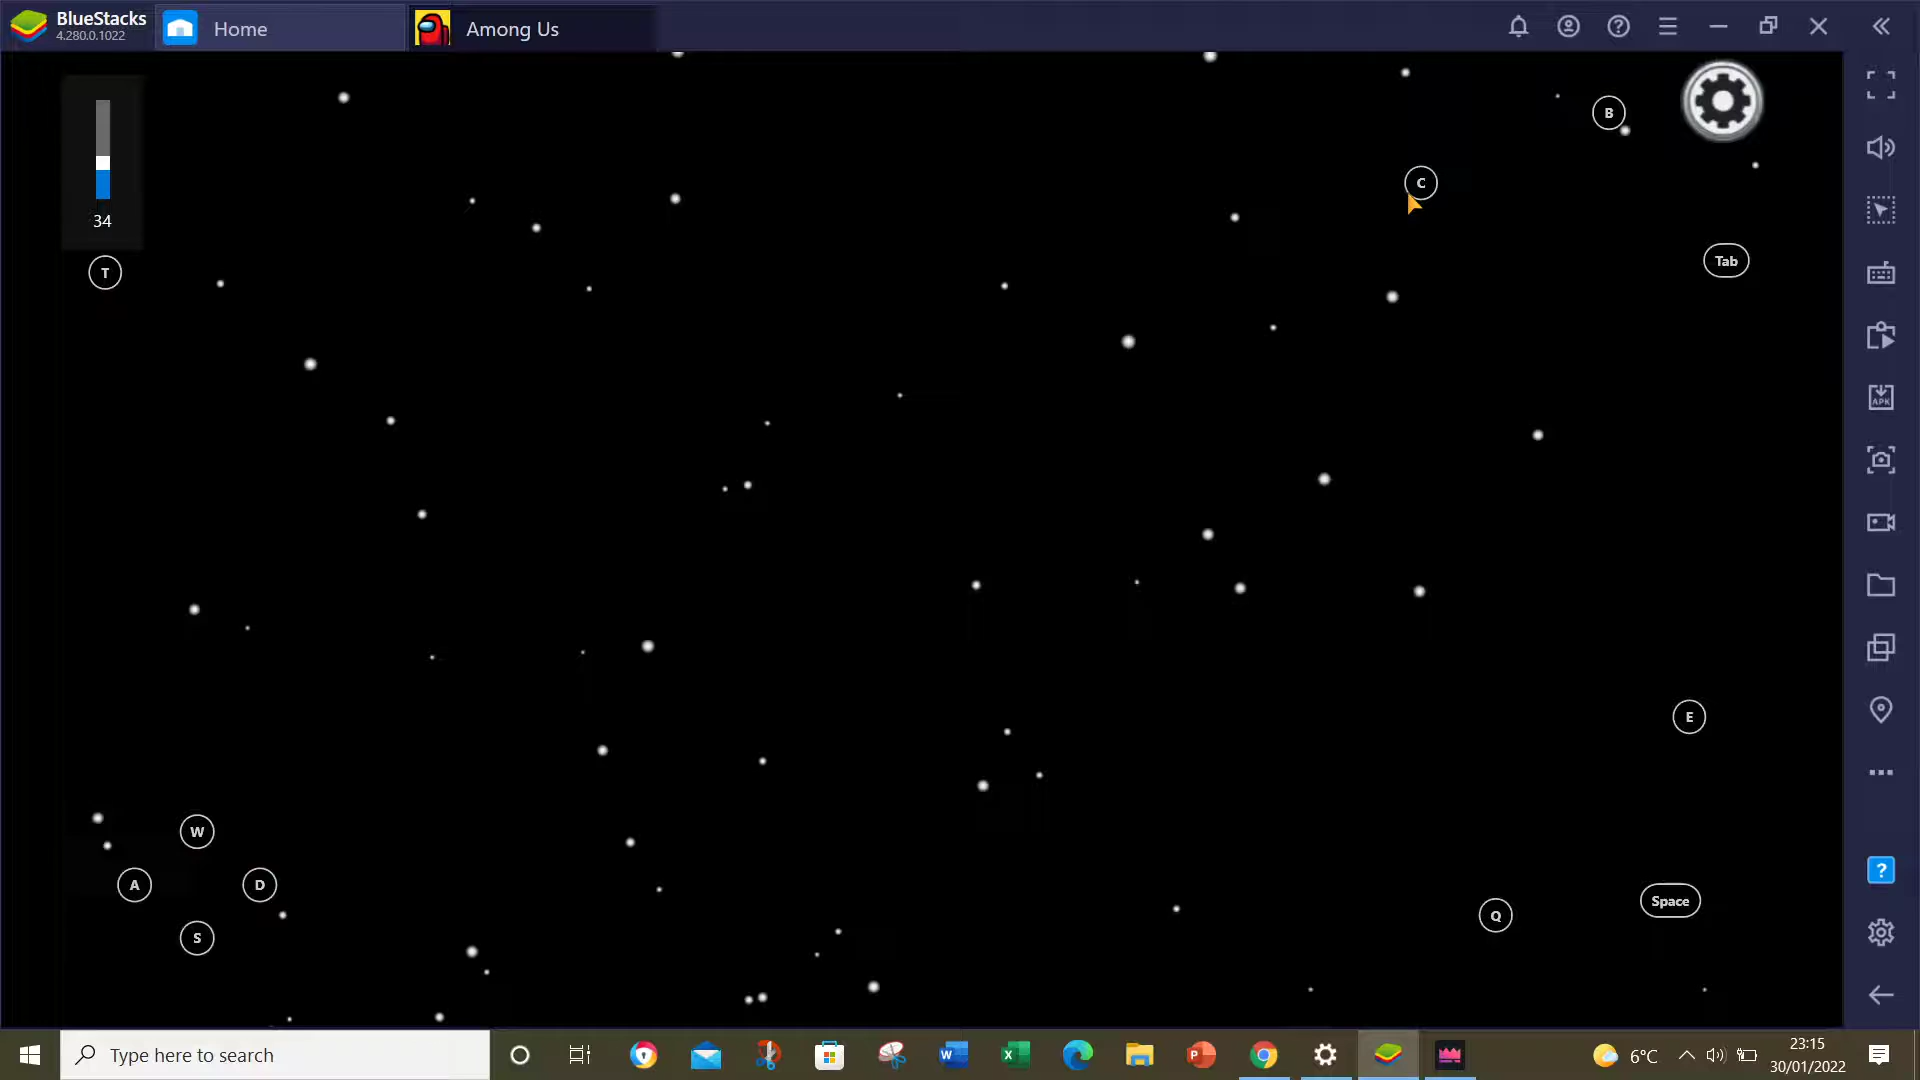 BlueStacks
4.280.0.1022
Home
Among Us
34
B
C
T
Tab
APK
E
W
A
D
S
Q
Space
?
Type here to search
W
X
P
6°C
23:15
30/01/2022